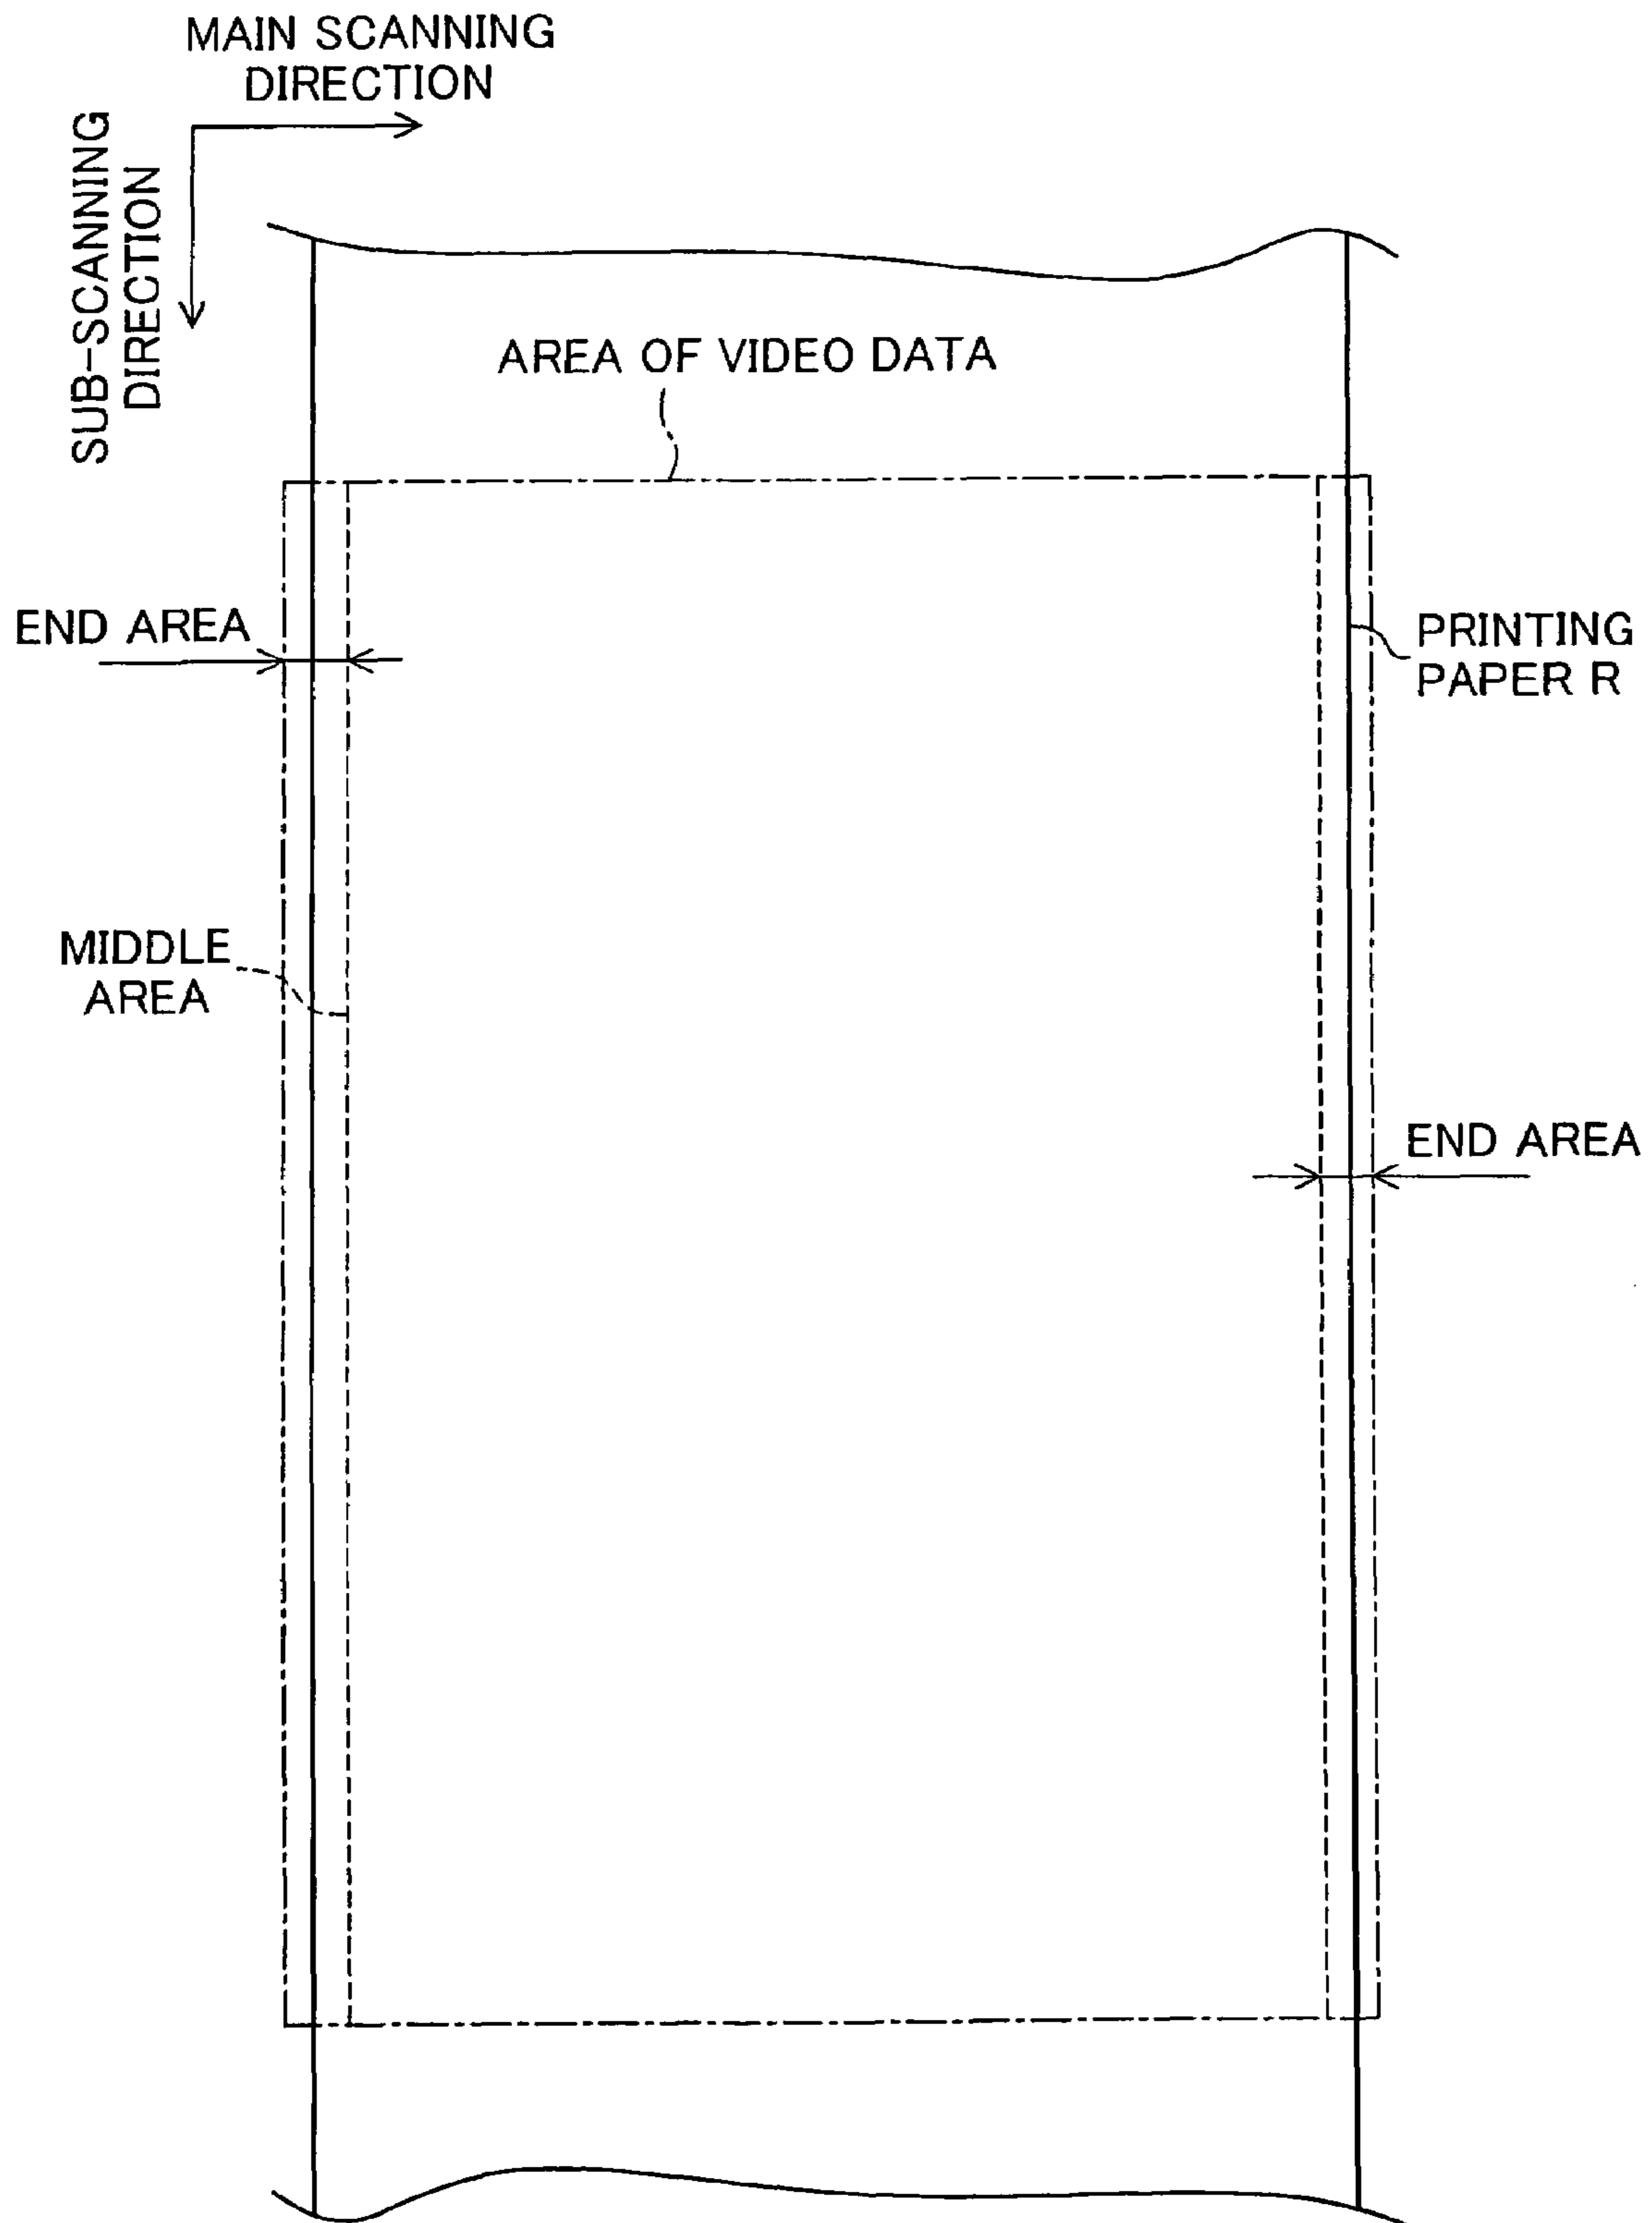 MAIN SCANNING
DIRECTION
SUB-SCANNING
DIRECTION
AREA OF VIDEO DATA
END AREA
PRINTING
PAPER R
MIDDLE
AREA
END AREA